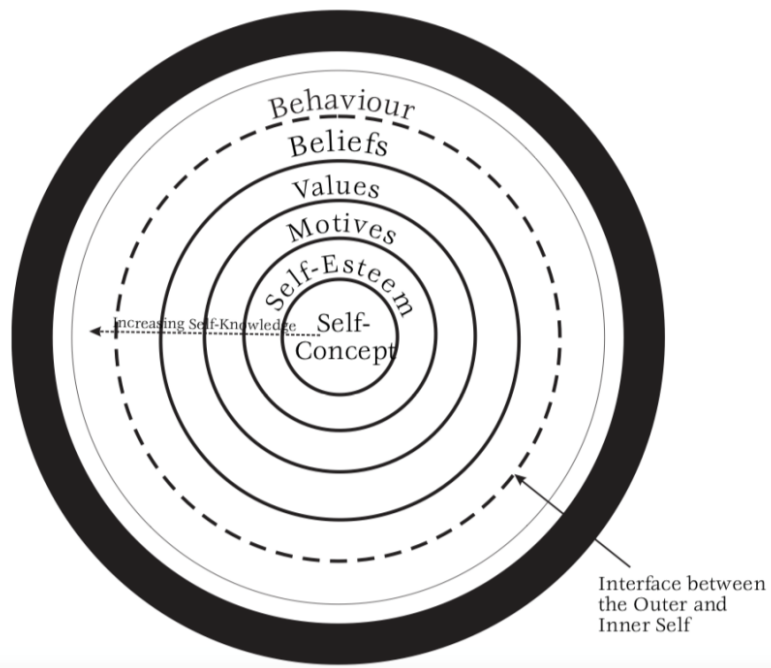 Behaviour
Beliefs
Values
Motives
Self-Esteem
Increasing Self-Knowledge
Self-
Concept
Interface between
the Outer and
Inner Self